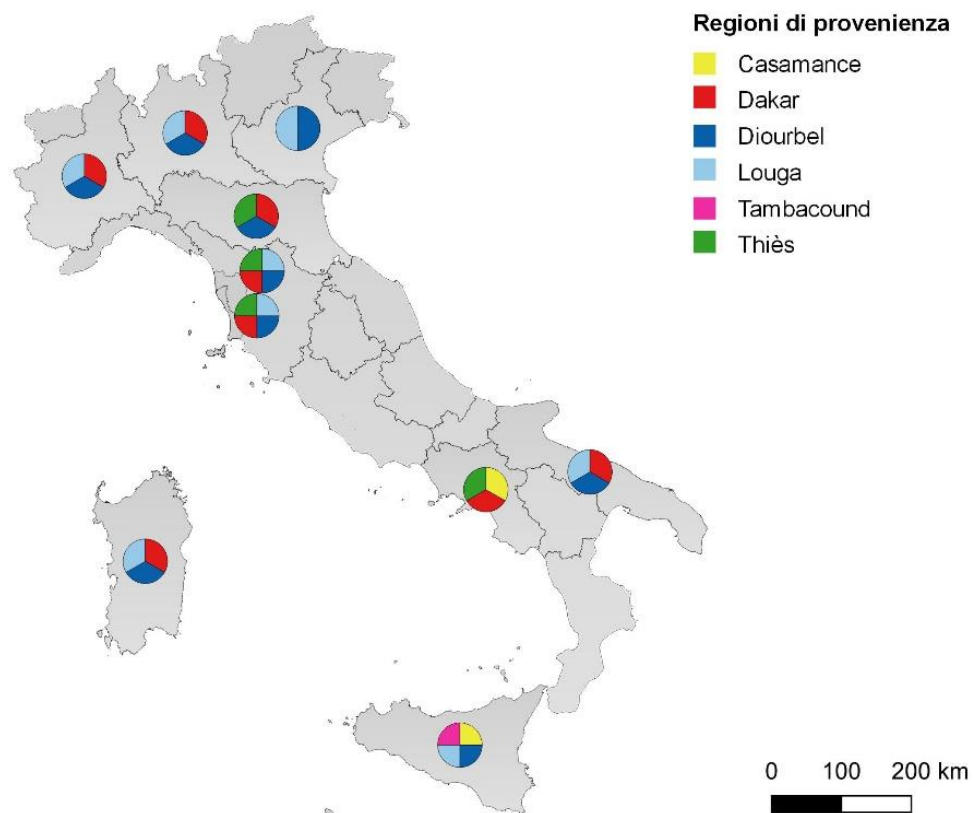 Regioni di provenienza
Casamance
Dakar
Diourbel
Louga
Tambacound
Thiès
0 100 200 km